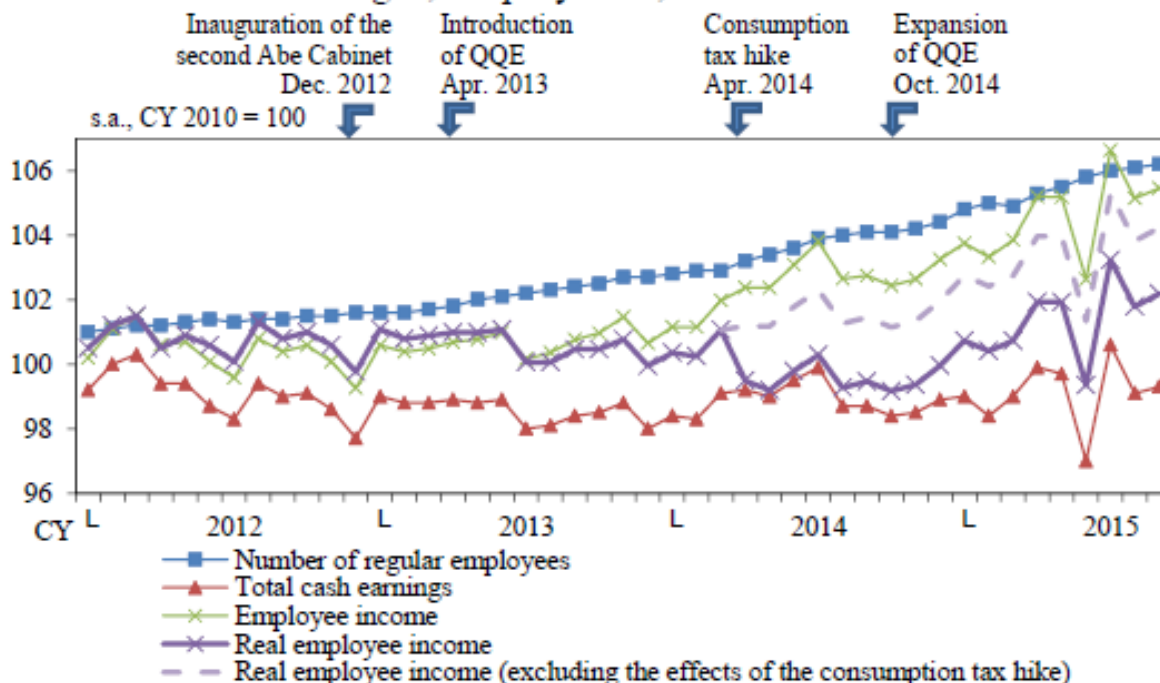 Inauguration of the second Abe Cabinet Dec. 2012
Introduction of QQE Apr. 2013
Consumption tax hike Apr. 2014
Expansion of QQE Oct. 2014
s.a., CY 2010 = 100
106
104
102
100
98
96
CY L 2012 L 2013 L 2014 L 2015
Number of regular employees
Total cash earnings
Employee income
Real employee income
Real employee income (excluding the effects of the consumption tax hike)